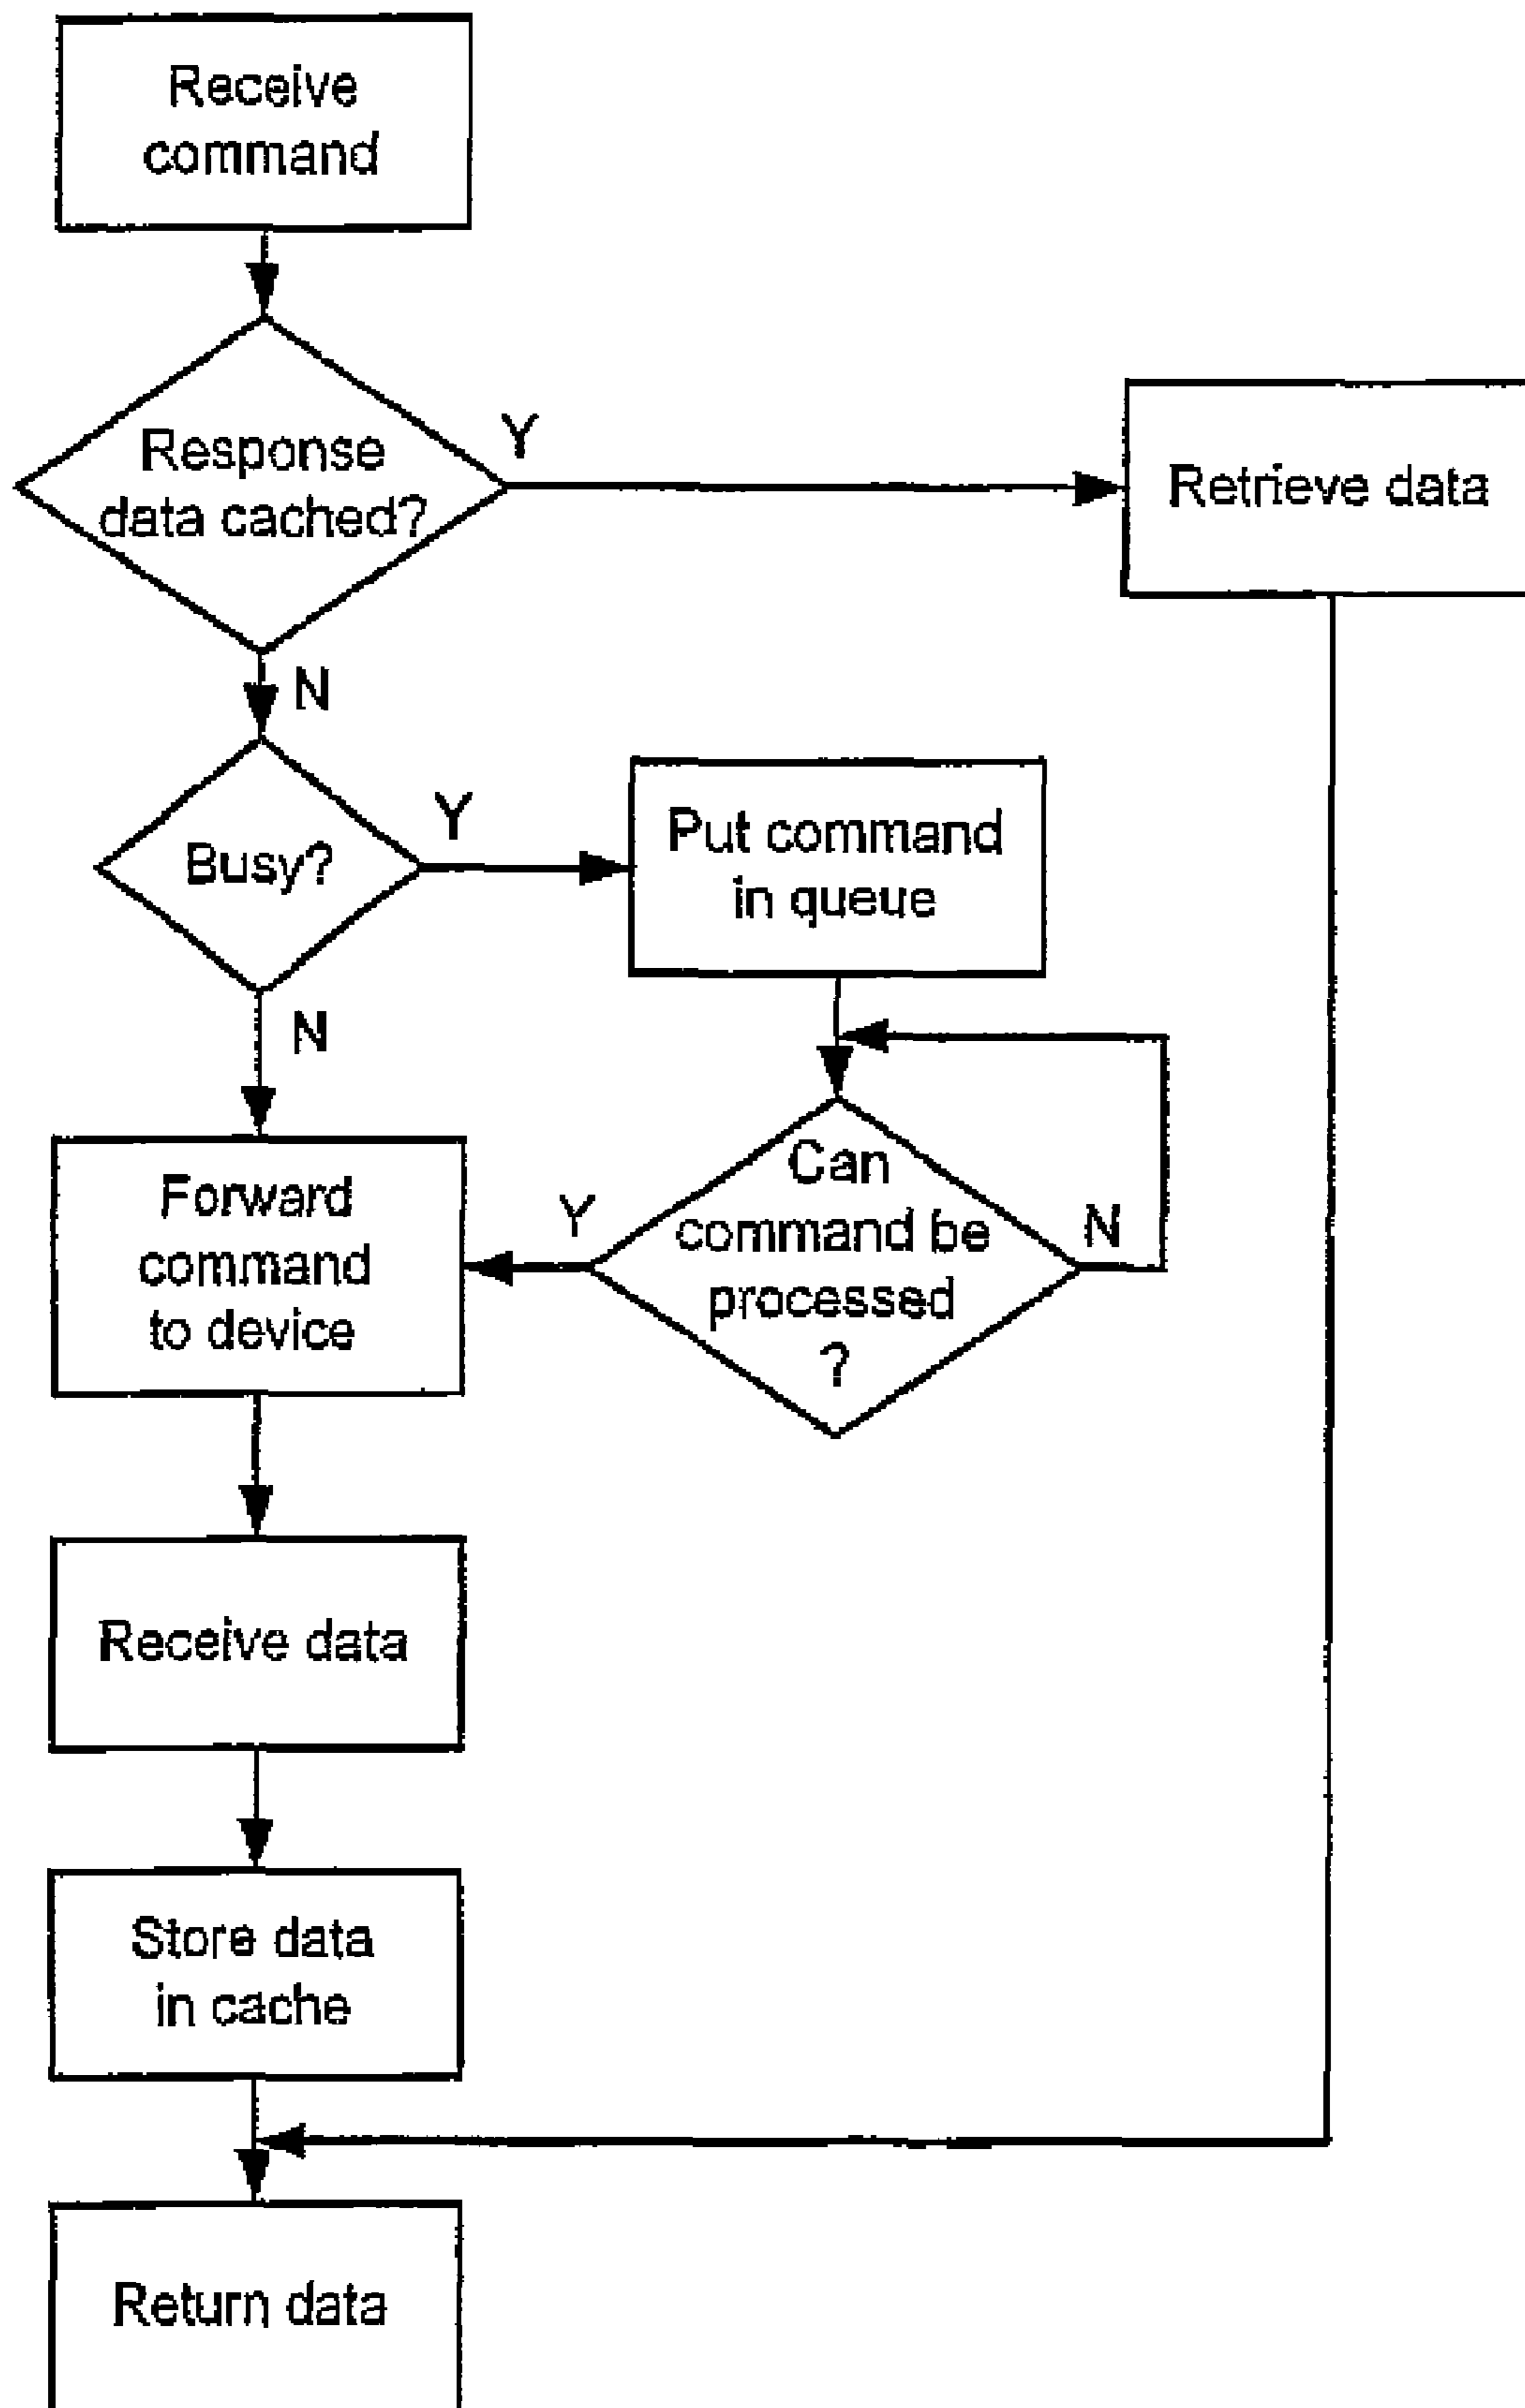 Receive
command
Response
data cached?
Y
Retrieve data
N
Busy?
Y
Put command
in queue
N
Can
command be
processed
?
Y
N
Forward
command
to device
Receive data
Store data
in cache
Return data